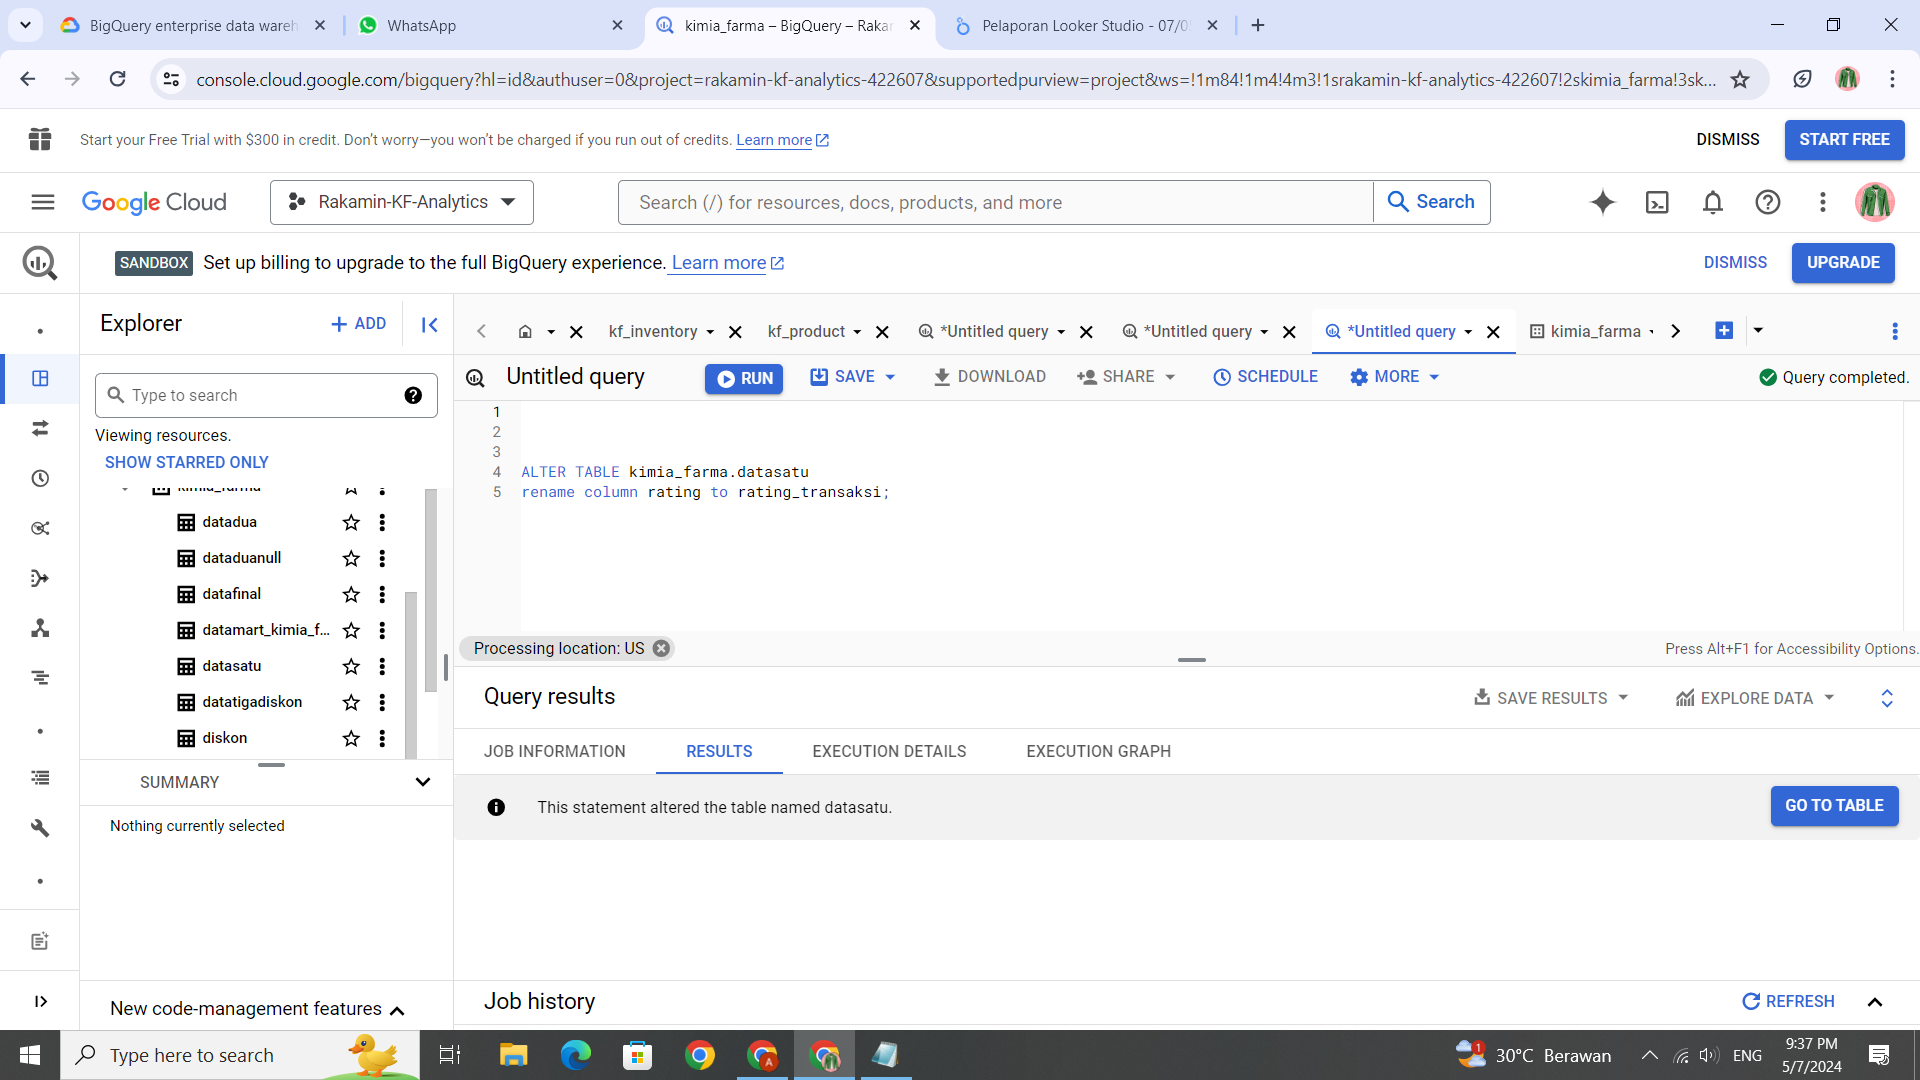 BigQuery enterprise data wareh
WhatsApp
kimia_farma – BigQuery – Rakar
Pelaporan Looker Studio - 07/0
console.cloud.google.com/bigquery?hl=id&authuser=0&project=rakamin-kf-analytics-422607&supportedpurview=project&ws=!1m84!1m4!4m3!1srakamin-kf-analytics-422607!2skimia_farma!3sk...
Start your Free Trial with $300 in credit. Don't worry—you won't be charged if you run out of credits. Learn more
DISMISS
START FREE
Google Cloud
Rakamin-KF-Analytics
Search (/) for resources, docs, products, and more
Search
SANDBOX
Set up billing to upgrade to the full BigQuery experience. Learn more
DISMISS
UPGRADE
Explorer
+ ADD
kf_inventory
kf_product
*Untitled query
*Untitled query
*Untitled query
kimia_farma
Untitled query
RUN
SAVE
DOWNLOAD
SHARE
SCHEDULE
MORE
Query completed.
Type to search
Viewing resources.
SHOW STARRED ONLY
kimia_farma
datadua
dataduanull
datafinal
datamart_kimia_f...
datasatu
datatigadiskon
diskon
SUMMARY
Nothing currently selected
New code-management features
1
2
3
4 ALTER TABLE kimia_farma.datasatu
5 rename column rating to rating_transaksi;
Processing location: US
Press Alt+F1 for Accessibility Options.
Query results
SAVE RESULTS
EXPLORE DATA
JOB INFORMATION
RESULTS
EXECUTION DETAILS
EXECUTION GRAPH
This statement altered the table named datasatu.
GO TO TABLE
Job history
REFRESH
Type here to search
1
30°C Berawan
ENG
9:37 PM
5/7/2024